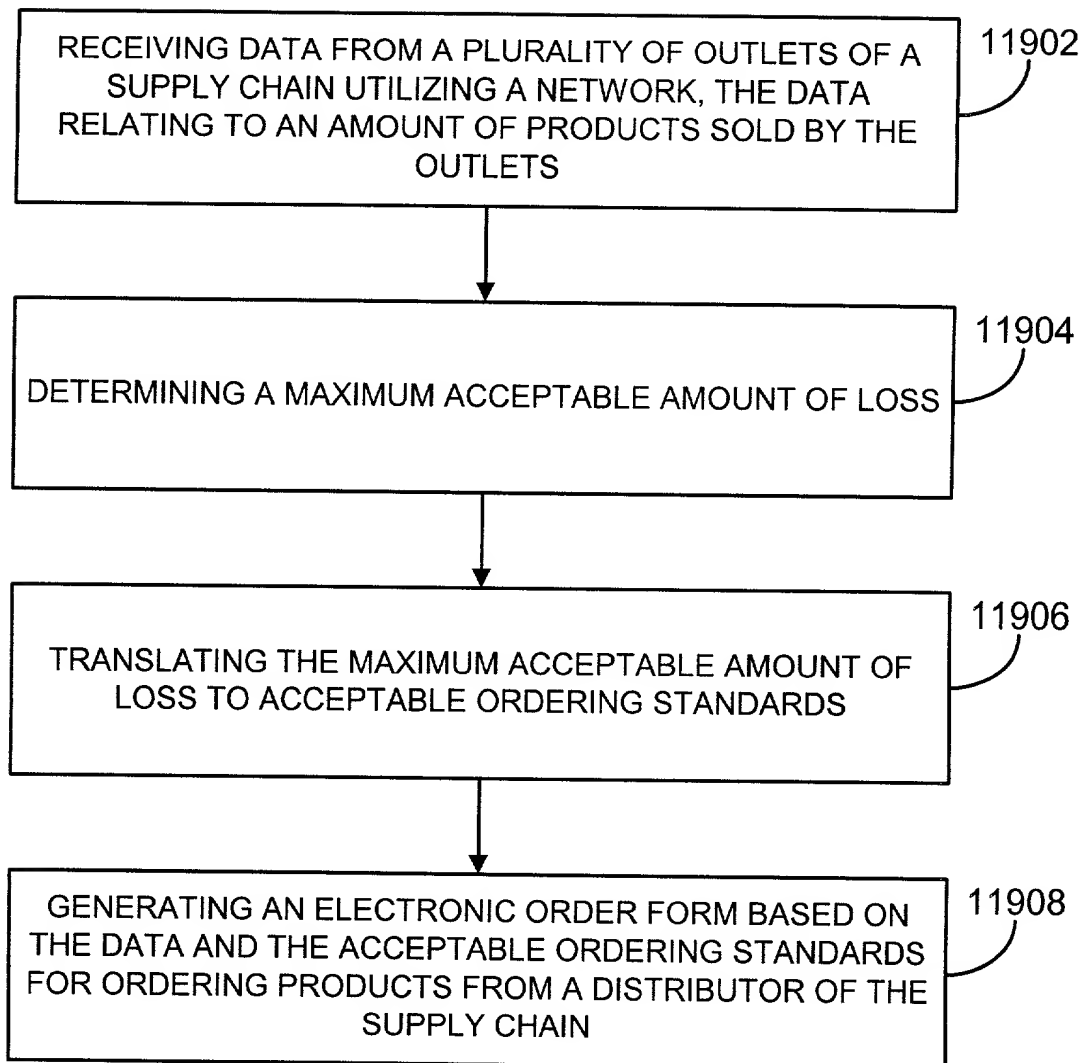 RECEIVING DATA FROM A PLURALITY OF OUTLETS OF A
SUPPLY CHAIN UTILIZING A NETWORK, THE DATA
RELATING TO AN AMOUNT OF PRODUCTS SOLD BY THE
OUTLETS
11902
DETERMINING A MAXIMUM ACCEPTABLE AMOUNT OF LOSS
11904
TRANSLATING THE MAXIMUM ACCEPTABLE AMOUNT OF
LOSS TO ACCEPTABLE ORDERING STANDARDS
11906
GENERATING AN ELECTRONIC ORDER FORM BASED ON
THE DATA AND THE ACCEPTABLE ORDERING STANDARDS
FOR ORDERING PRODUCTS FROM A DISTRIBUTOR OF THE
SUPPLY CHAIN
11908